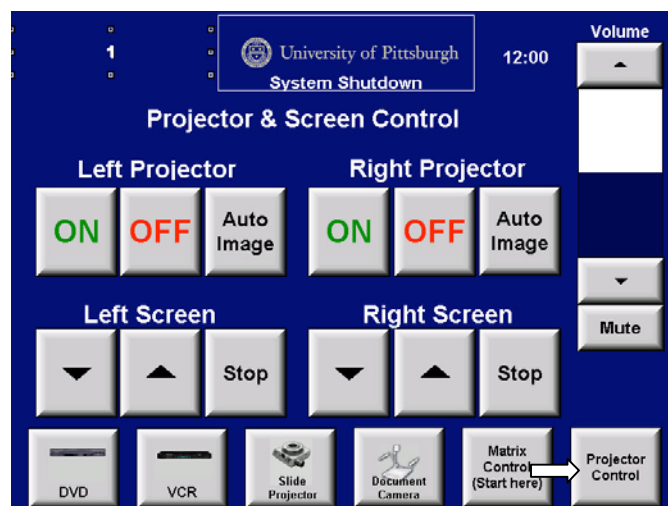 Volume
1
University of Pittsburgh
12:00
System Shutdown
Projector & Screen Control
Left Projector
Right Projector
ON
OFF
Auto
Image
ON
OFF
Auto
Image
Left Screen
Right Screen
Mute
Stop
Stop
DVD
VCR
Slide
Projector
Document
Camera
Matrix
Control
(Start here)
Projector
Control